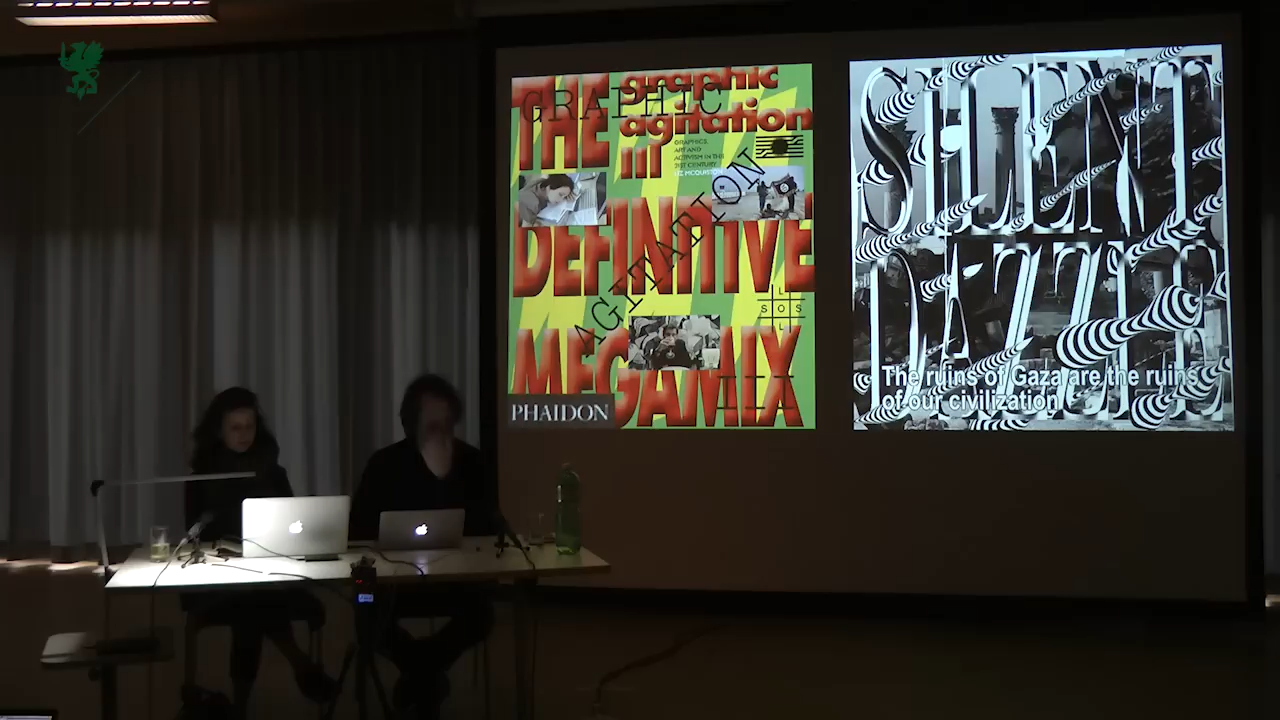 THE
graphic
agitation
III
GRAPHIC
GRAPHICS,
ART AND
ACTIVISM IN THE
21ST CENTURY
LIZ MCQUISTON
AGITATION
DEFINITIVE
L
SOS
L
MEGAMIX
III
PHAIDON
SILENT
DAZZLE
The ruins of Gaza are the ruins
of our civilization